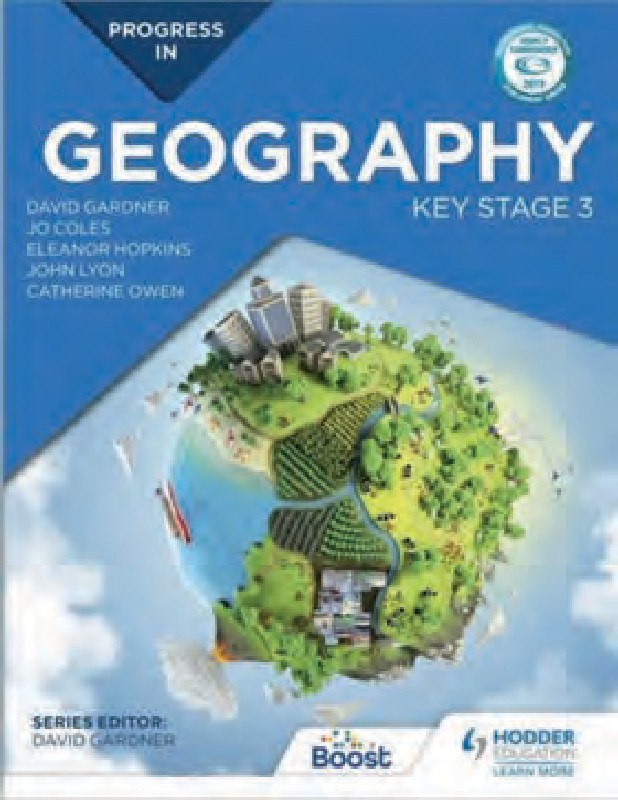 PROGRESS
IN
GEOGRAPHY
KEY STAGE 3
DAVID GARDNER
JO COLES
ELEANOR HOPKINS
JOHN LYON
CATHERINE OWEN
SERIES EDITOR:
DAVID GARDNER
Boost
HODDER
EDUCATION
LEARN MORE